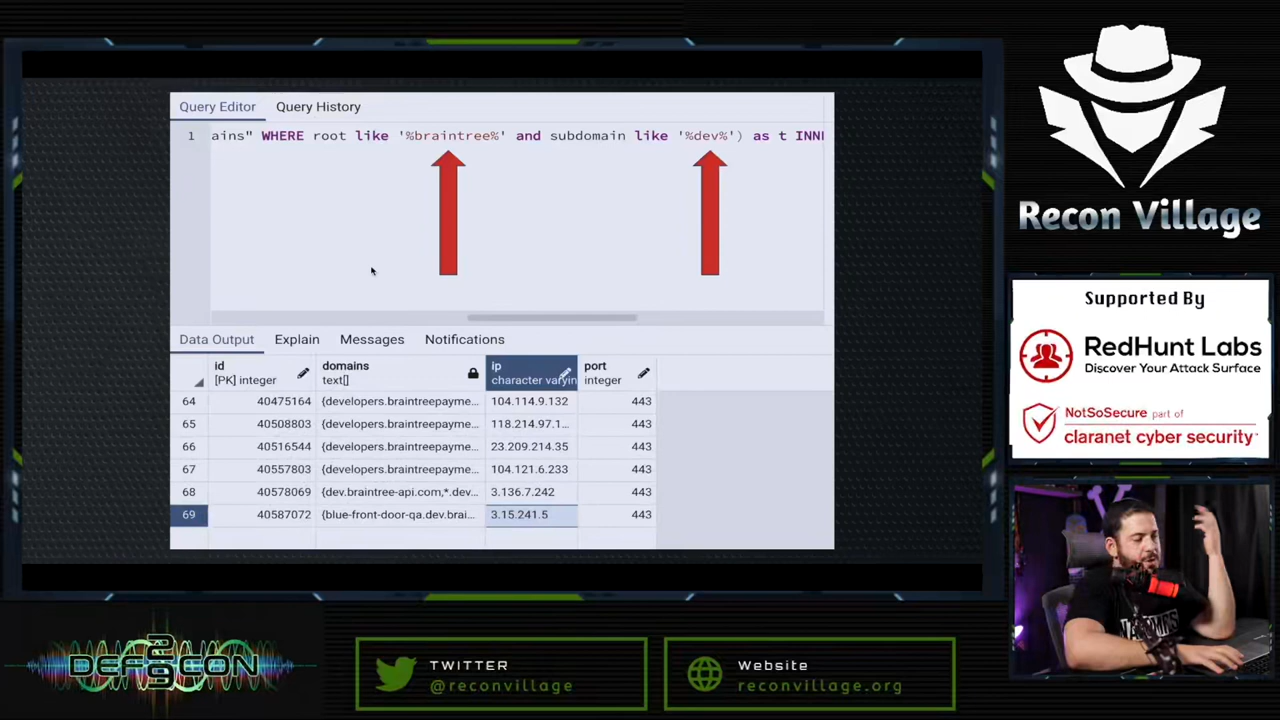 Query Editor
Query History
1
ains" WHERE root like '%braintree%' and subdomain like '%dev%') as t INNE
Data Output
Explain
Messages
Notifications
id
[PK] integer
domains
text[]
ip
character varyin
port
integer
64 40475164 {developers.braintreepayme... 104.114.9.132 443
65 40508803 {developers.braintreepayme... 118.214.97.1... 443
66 40516544 {developers.braintreepayme... 23.209.214.35 443
67 40557803 {developers.braintreepayme... 104.121.6.233 443
68 40578069 {dev.braintree-api.com,*.dev... 3.136.7.242 443
69 40587072 {blue-front-door-qa.dev.brai... 3.15.241.5 443
Recon Village
Supported By
RedHunt Labs
Discover Your Attack Surface
NotSoSecure part of
claranet cyber security
DEF CON
29
TWITTER
@reconvillage
Website
reconvillage.org